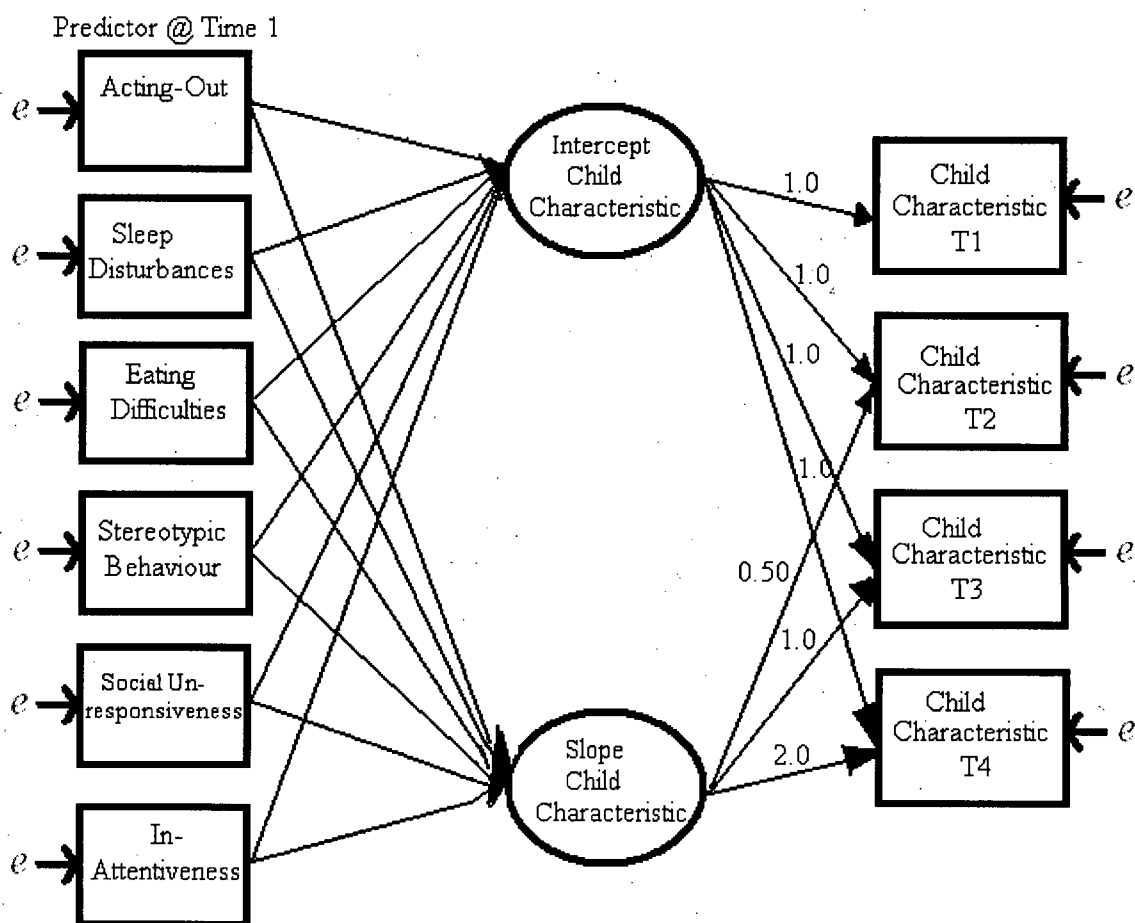 Predictor @ Time 1
e
Acting-Out
e
Sleep
Disturbances
e
Eating
Difficulties
e
Stereotypic
Behaviour
e
Social Un-
responsiveness
e
In-
Attentiveness
Intercept
Child
Characteristic
Slope
Child
Characteristic
1.0
1.0
1.0
1.0
0.50
1.0
2.0
Child
Characteristic
T1
e
Child
Characteristic
T2
e
Child
Characteristic
T3
e
Child
Characteristic
T4
e